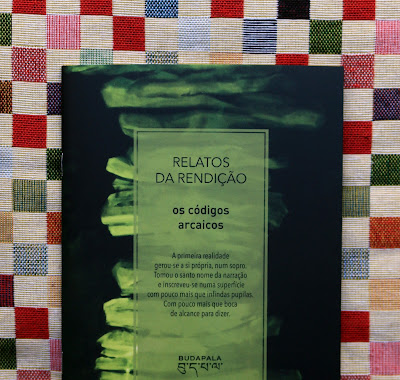 RELATOS
DA RENDIÇÃO
os códigos
arcaicos
A primeira realidade
gerou-se a si própria, num sopro.
Tomou o santo nome da narração
e inscreveu-se numa superfície
com pouco mais que infindas pupilas.
Com pouco mais que boca
de alcance para dizer.
BUDAPALA
བུ་ད་པ་ལ་